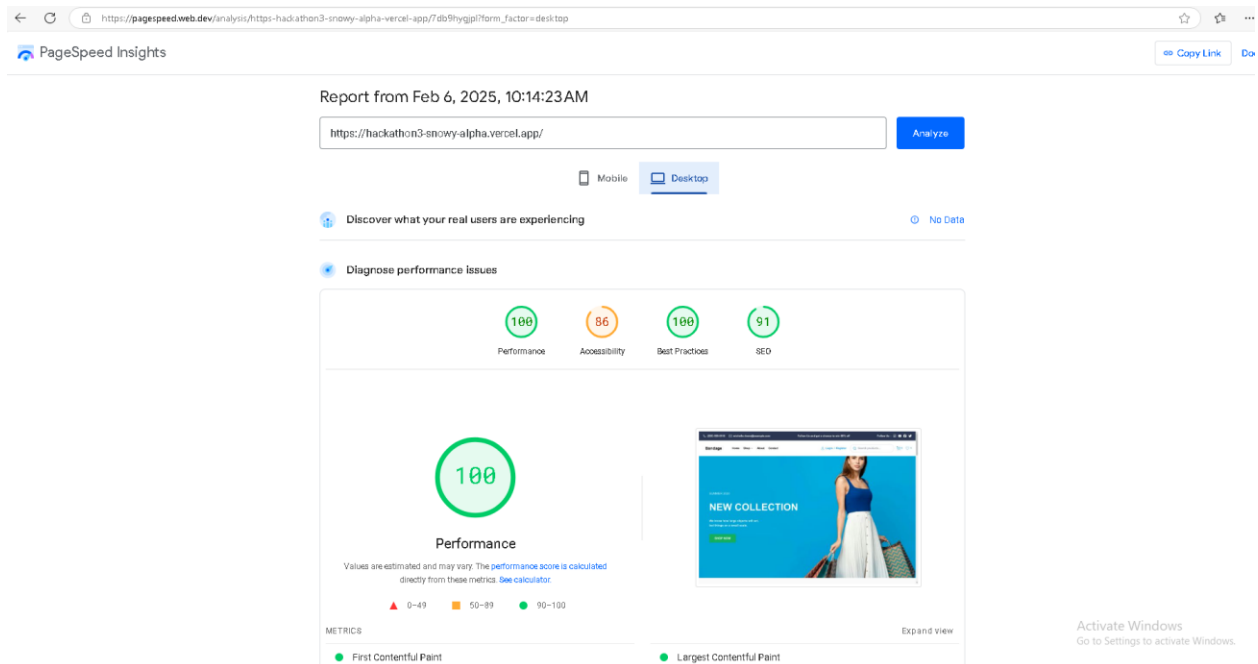 https://pagespeed.web.dev/analysis/https-hackathon3-snowy-alpha-vercel-app/7db9hygjpl?form_factor=desktop
PageSpeed Insights
Copy Link
Report from Feb 6, 2025, 10:14:23 AM
https://hackathon3-snowy-alpha.vercel.app/
Analyze
Mobile
Desktop
Discover what your real users are experiencing
No Data
Diagnose performance issues
100
86
100
91
Performance
Accessibility
Best Practices
SEO
100
NEW COLLECTION
SHOP NOW
Performance
Values are estimated and may vary. The performance score is calculated
directly from these metrics. See calculator.
0–49
50–89
90–100
METRICS
Expand view
First Contentful Paint
Largest Contentful Paint
Activate Windows
Go to Settings to activate Windows.